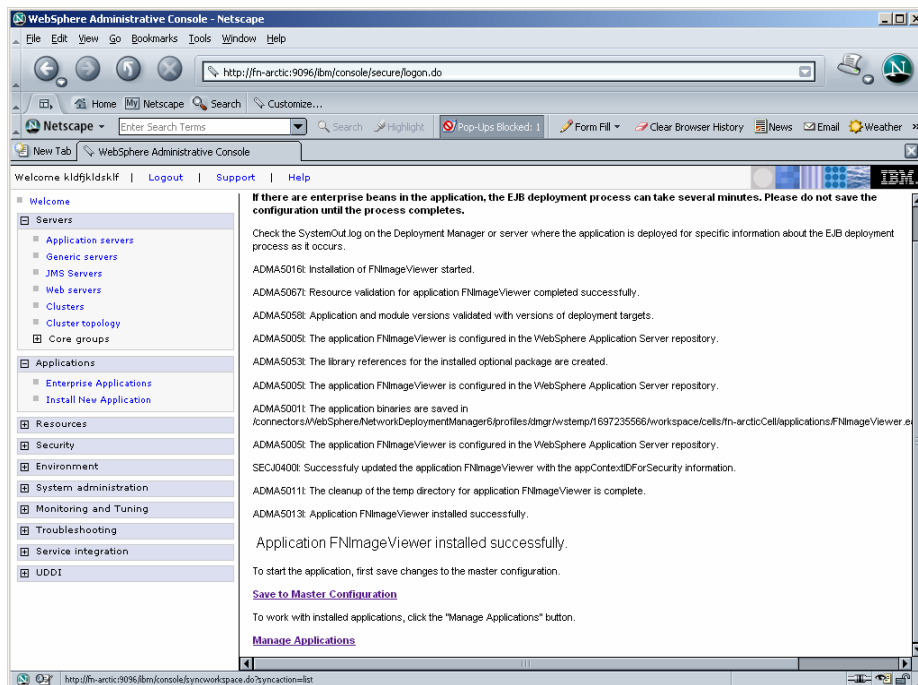 WebSphere Administrative Console - Netscape
File Edit View Go Bookmarks Tools Window Help
http://fn-arctic:9096/ibm/console/secure/logon.do
Home My Netscape Search Customize...
Netscape Enter Search Terms Search Highlight Pop-Ups Blocked: 1 Form Fill Clear Browser History News Email Weather »
New Tab WebSphere Administrative Console
Welcome kldfjkldsklf | Logout | Support | Help IBM.
Welcome
Servers
Application servers
Generic servers
JMS Servers
Web servers
Clusters
Cluster topology
Core groups
Applications
Enterprise Applications
Install New Application
Resources
Security
Environment
System administration
Monitoring and Tuning
Troubleshooting
Service integration
UDDI
If there are enterprise beans in the application, the EJB deployment process can take several minutes. Please do not save the
configuration until the process completes.
Check the SystemOut.log on the Deployment Manager or server where the application is deployed for specific information about the EJB deployment
process as it occurs.
ADMA5016I: Installation of FNImageViewer started.
ADMA5067I: Resource validation for application FNImageViewer completed successfully.
ADMA5058I: Application and module versions validated with versions of deployment targets.
ADMA5005I: The application FNImageViewer is configured in the WebSphere Application Server repository.
ADMA5053I: The library references for the installed optional package are created.
ADMA5005I: The application FNImageViewer is configured in the WebSphere Application Server repository.
ADMA5001I: The application binaries are saved in
/connectors/WebSphere/NetworkDeploymentManager6/profiles/dmgr/wstemp/1697235566/workspace/cells/fn-arcticCell/applications/FNImageViewer.ea
ADMA5005I: The application FNImageViewer is configured in the WebSphere Application Server repository.
SECJ0400I: Successfuly updated the application FNImageViewer with the appContextIDForSecurity information.
ADMA5011I: The cleanup of the temp directory for application FNImageViewer is complete.
ADMA5013I: Application FNImageViewer installed successfully.
Application FNImageViewer installed successfully.
To start the application, first save changes to the master configuration.
Save to Master Configuration
To work with installed applications, click the "Manage Applications" button.
Manage Applications
http://fn-arctic:9096/ibm/console/syncworkspace.do?syncaction=list